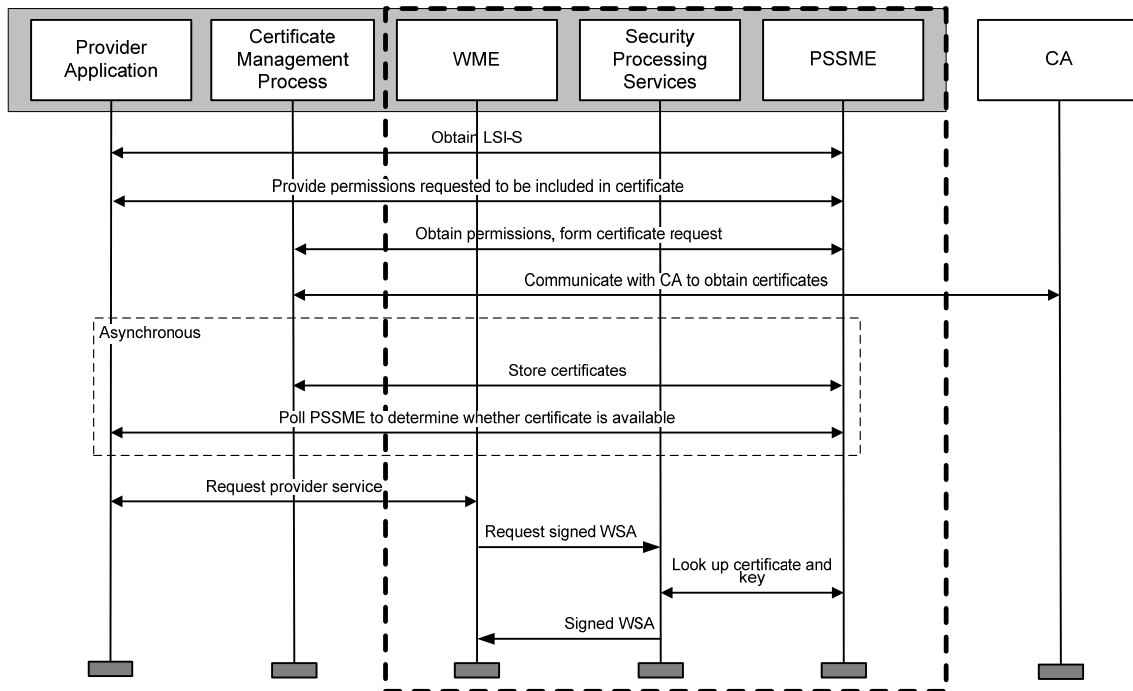 Provider
Application
Certificate
Management
Process
WME
Security
Processing
Services
PSSME
CA
Obtain LSI-S
Provide permissions requested to be included in certificate
Obtain permissions, form certificate request
Communicate with CA to obtain certificates
Asynchronous
Store certificates
Poll PSSME to determine whether certificate is available
Request provider service
Request signed WSA
Look up certificate and
key
Signed WSA